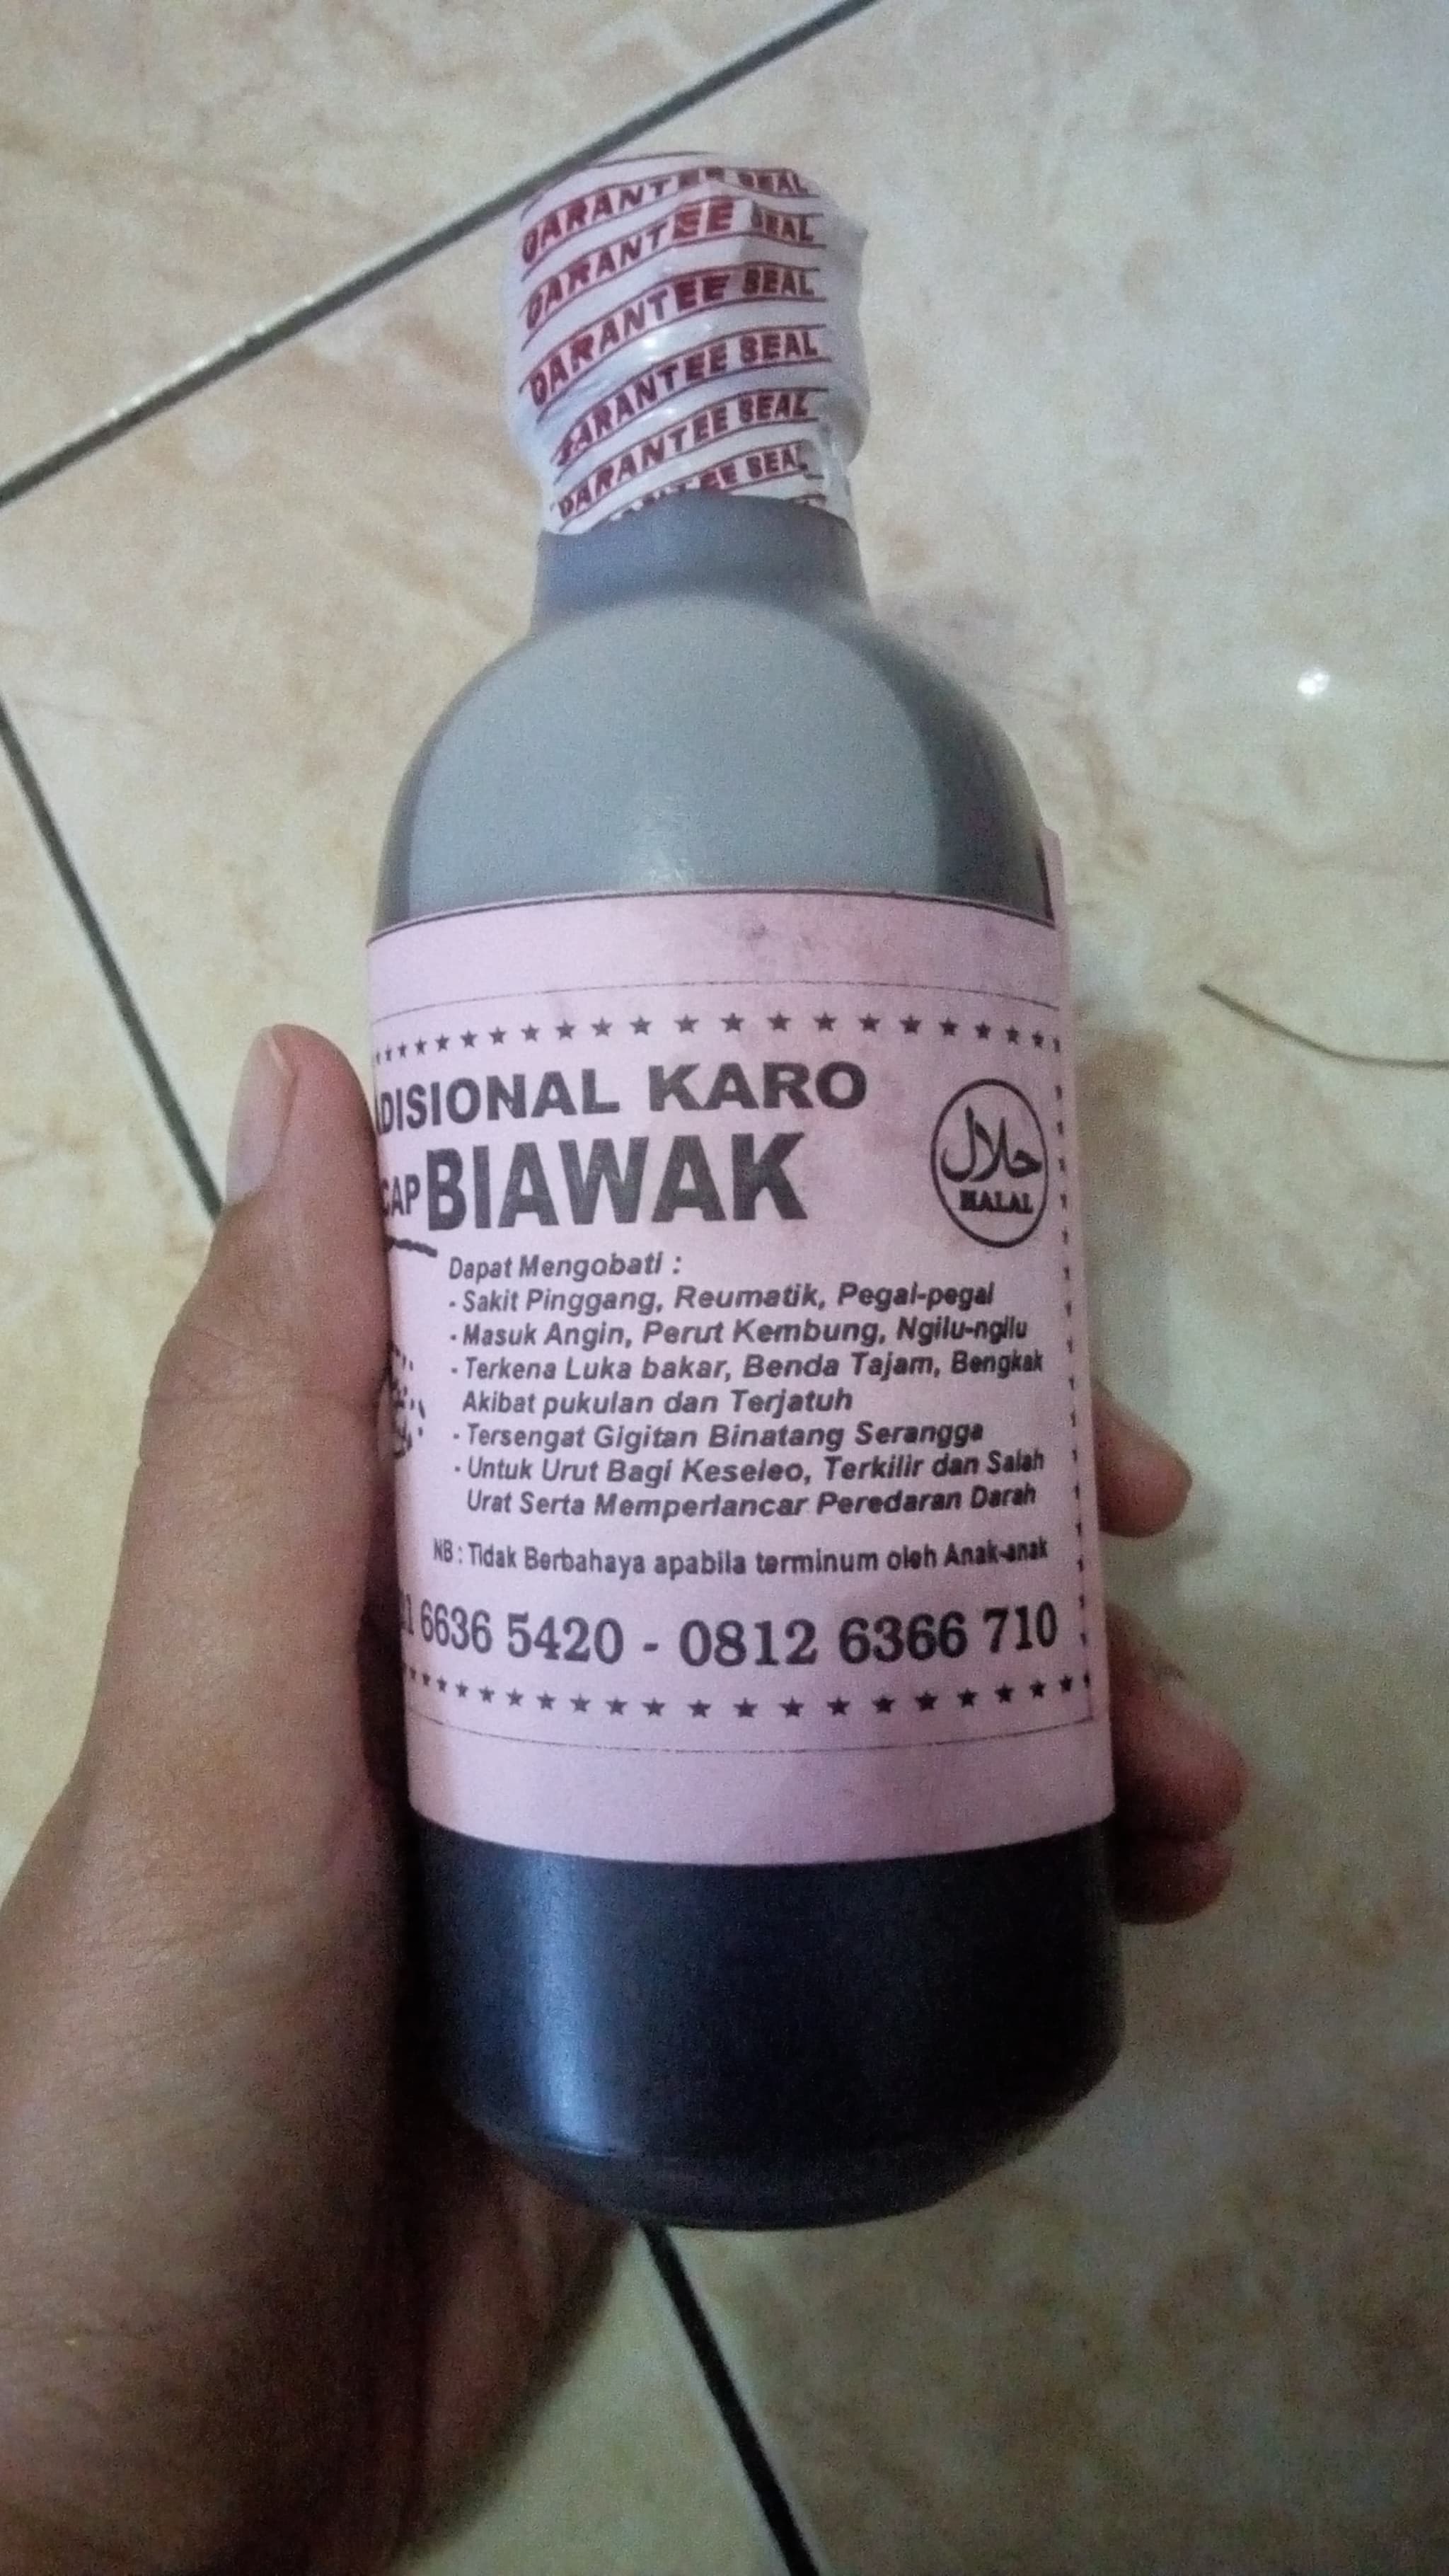 GARANTEE SEAL
GARANTEE SEAL
GARANTEE SEAL
GARANTEE SEAL
GARANTEE SEAL
SEAL
KARO
BIAWAK
حلال
HALAL
Dapat Mengobati :
- Sakit Pinggang, Reumatik, Pegal-pegal
- Masuk Angin, Perut Kembung, Ngilu-ngilu
- Terkena Luka bakar, Benda Tajam, Bengkak
Akibat pukulan dan Terjatuh
- Tersengat Gigitan Binatang Serangga
- Untuk Urut Bagi Keseleo, Terkilir dan Salah
Urat Serta Memperlancar Peredaran Darah
NB : Tidak Berbahaya apabila terminum oleh Anak-anak
6636 5420 - 0812 6366 710